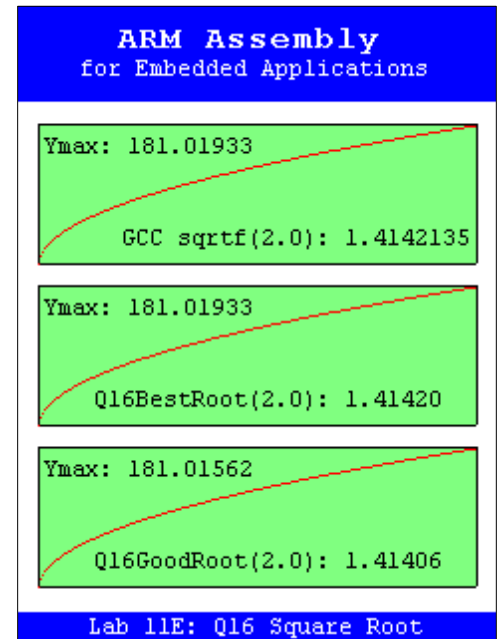 ARM Assembly
for Embedded Applications
Ymax: 181.01933
GCC sqrtf(2.0): 1.4142135
Ymax: 181.01933
Q16BestRoot(2.0): 1.41420
Ymax: 181.01562
Q16GoodRoot(2.0): 1.41406
Lab 11E: Q16 Square Root